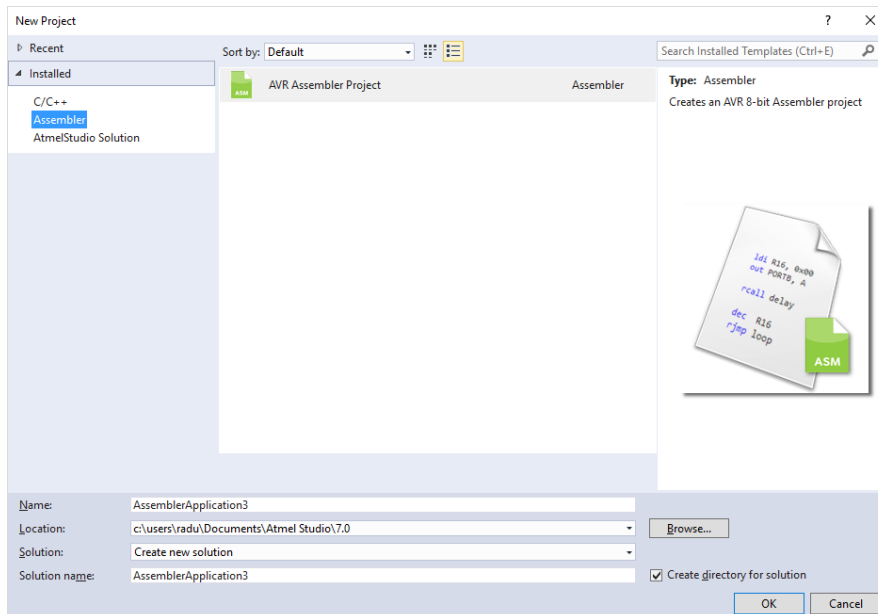 New Project
?
Recent
Sort by: Default
Search Installed Templates (Ctrl+E)
Installed
C/C++
Assembler
AtmelStudio Solution
ASM
AVR Assembler Project
Assembler
Type: Assembler
Creates an AVR 8-bit Assembler project
ldi R16, 0x00
out PORTB, A
rcall delay
dec R16
rjmp loop
ASM
Name: AssemblerApplication3
Location: c:\users\radu\Documents\Atmel Studio\7.0
Browse...
Solution: Create new solution
Solution name: AssemblerApplication3
Create directory for solution
OK
Cancel